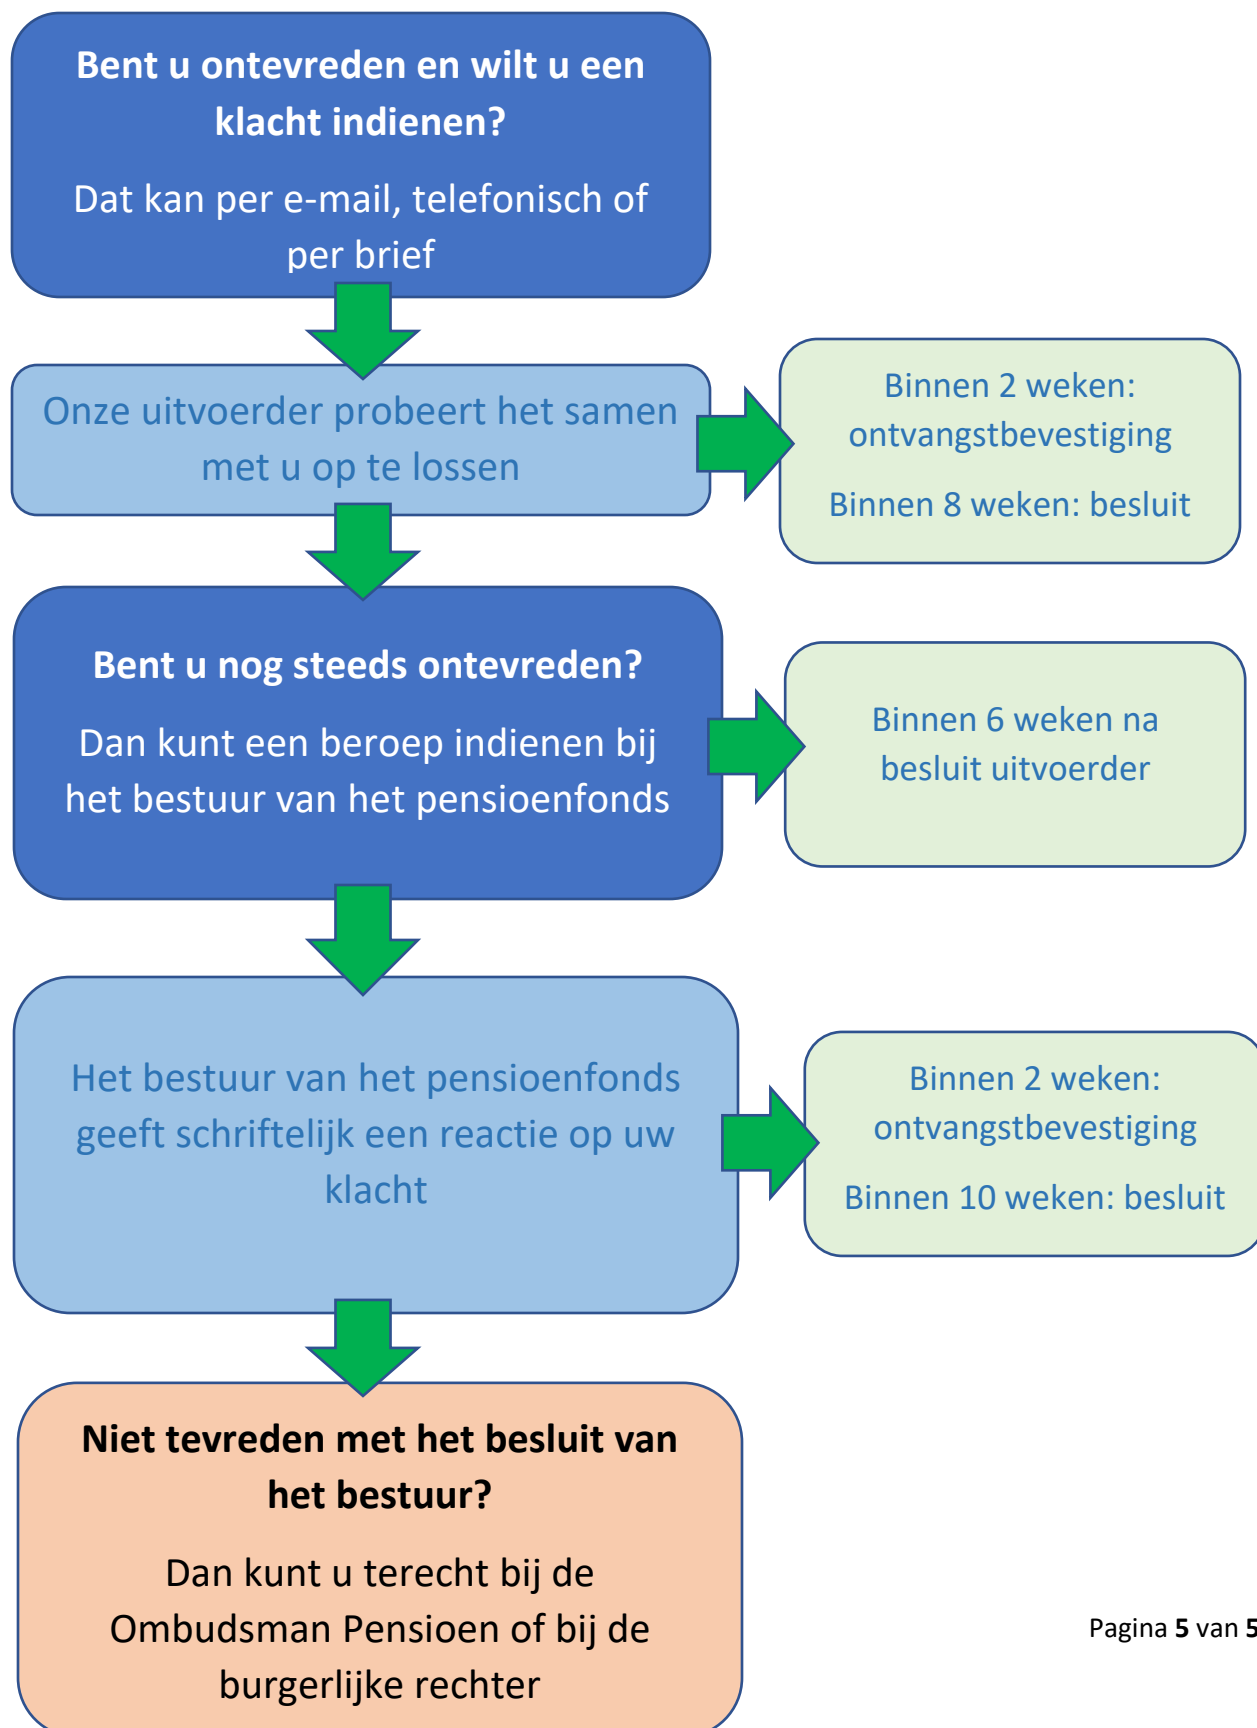 Bent u ontevreden en wilt u een
klacht indienen?
Dat kan per e-mail, telefonisch of
per brief
Onze uitvoerder probeert het samen
met u op te lossen
Binnen 2 weken:
ontvangstbevestiging
Binnen 8 weken: besluit
Bent u nog steeds ontevreden?
Dan kunt een beroep indienen bij
het bestuur van het pensioenfonds
Binnen 6 weken na
besluit uitvoerder
Het bestuur van het pensioenfonds
geeft schriftelijk een reactie op uw
klacht
Binnen 2 weken:
ontvangstbevestiging
Binnen 10 weken: besluit
Niet tevreden met het besluit van
het bestuur?
Dan kunt u terecht bij de
Ombudsman Pensioen of bij de
burgerlijke rechter
Pagina 5 van 5